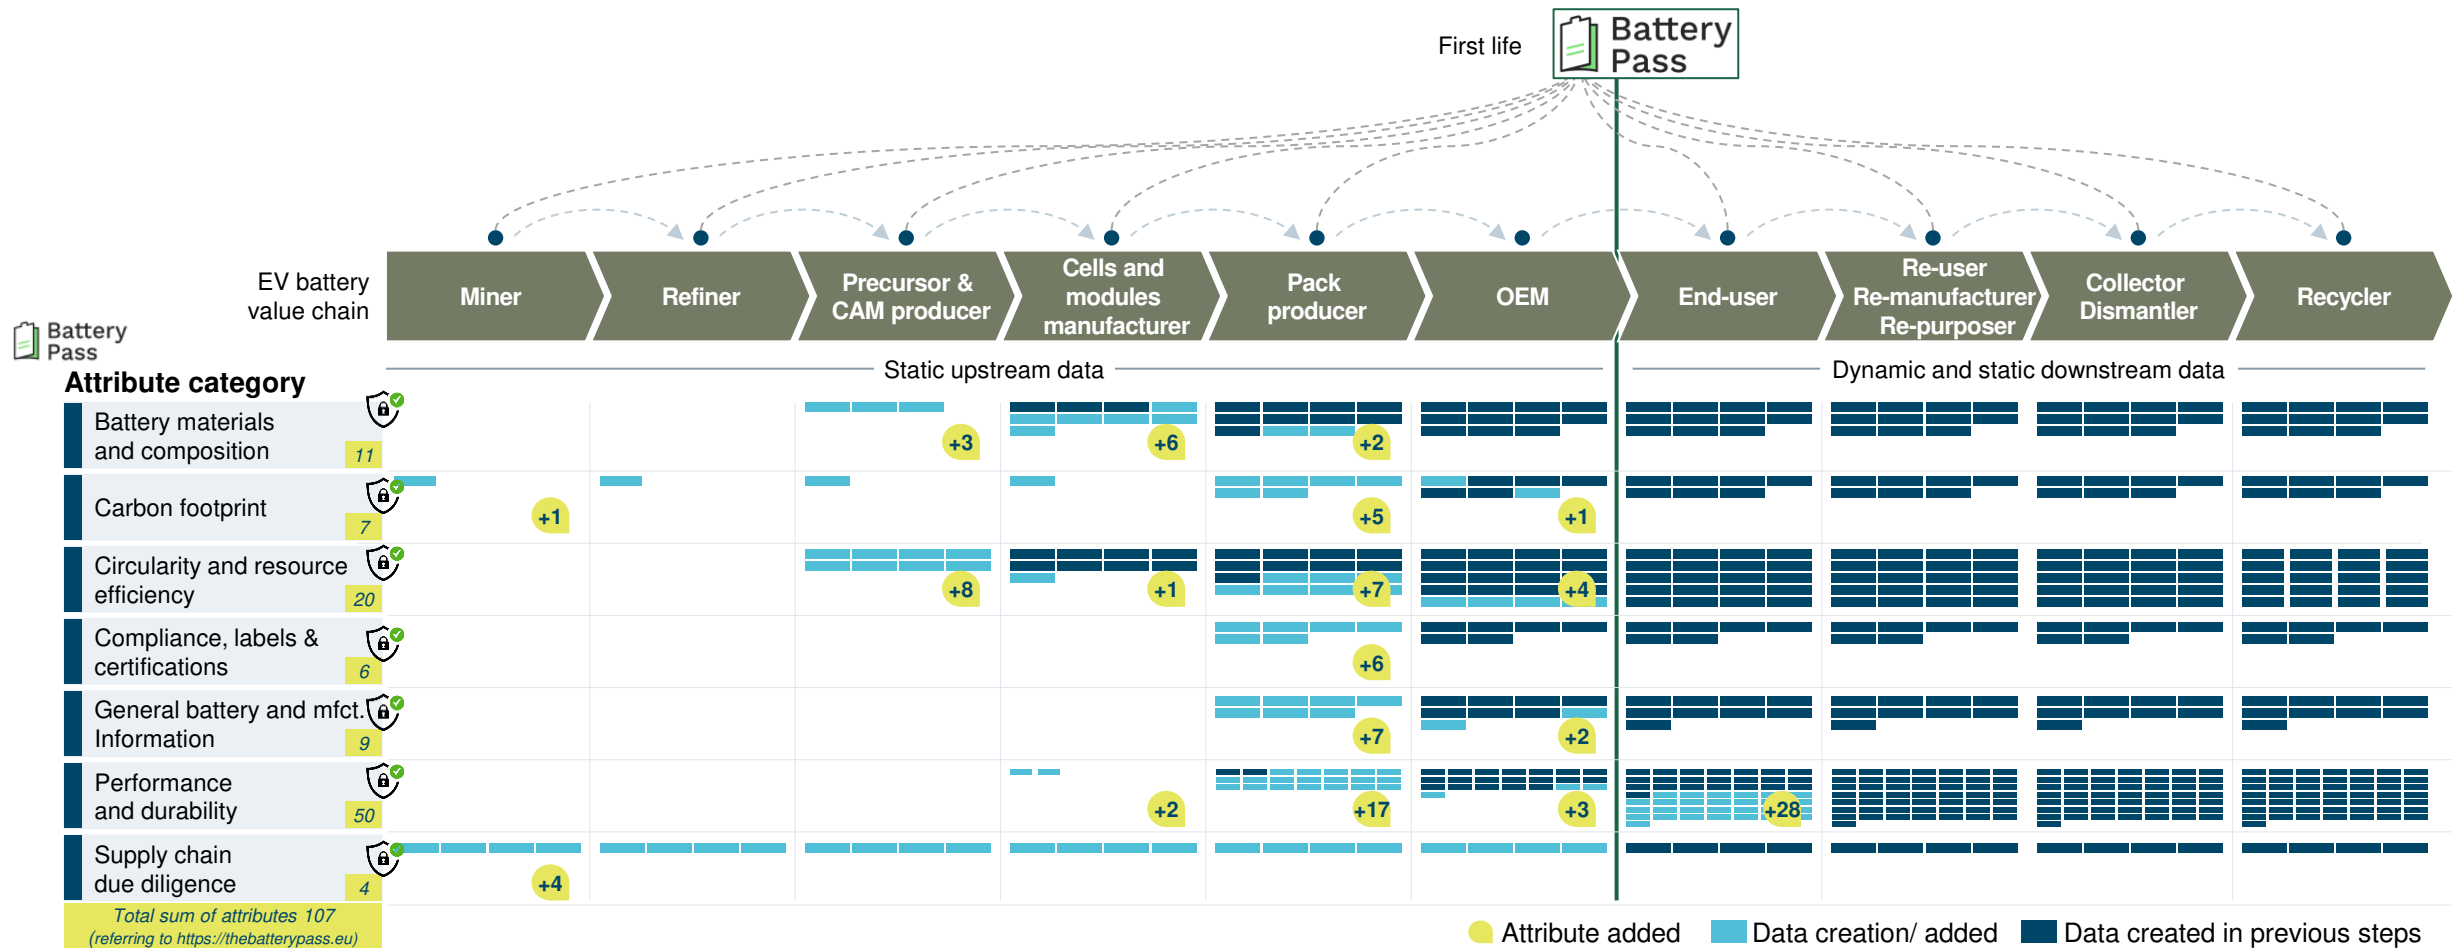 First life
Battery
Pass
EV battery
value chain
Miner
Refiner
Precursor &
CAM producer
Cells and
modules
manufacturer
Pack
producer
OEM
End-user
Re-user
Re-manufacturer
Re-purposer
Collector
Dismantler
Recycler
Battery
Pass
Static upstream data
Dynamic and static downstream data
Attribute category
Battery materials
and composition
11
+3
+6
+2
Carbon footprint
7
+1
+5
+1
Circularity and resource
efficiency
20
+8
+1
+7
+4
Compliance, labels &
certifications
6
+6
General battery and mfct.
Information
9
+7
+2
Performance
and durability
50
+2
+17
+3
+28
Supply chain
due diligence
4
+4
Total sum of attributes 107
(referring to https://thebatterypass.eu)
Attribute added
Data creation/ added
Data created in previous steps